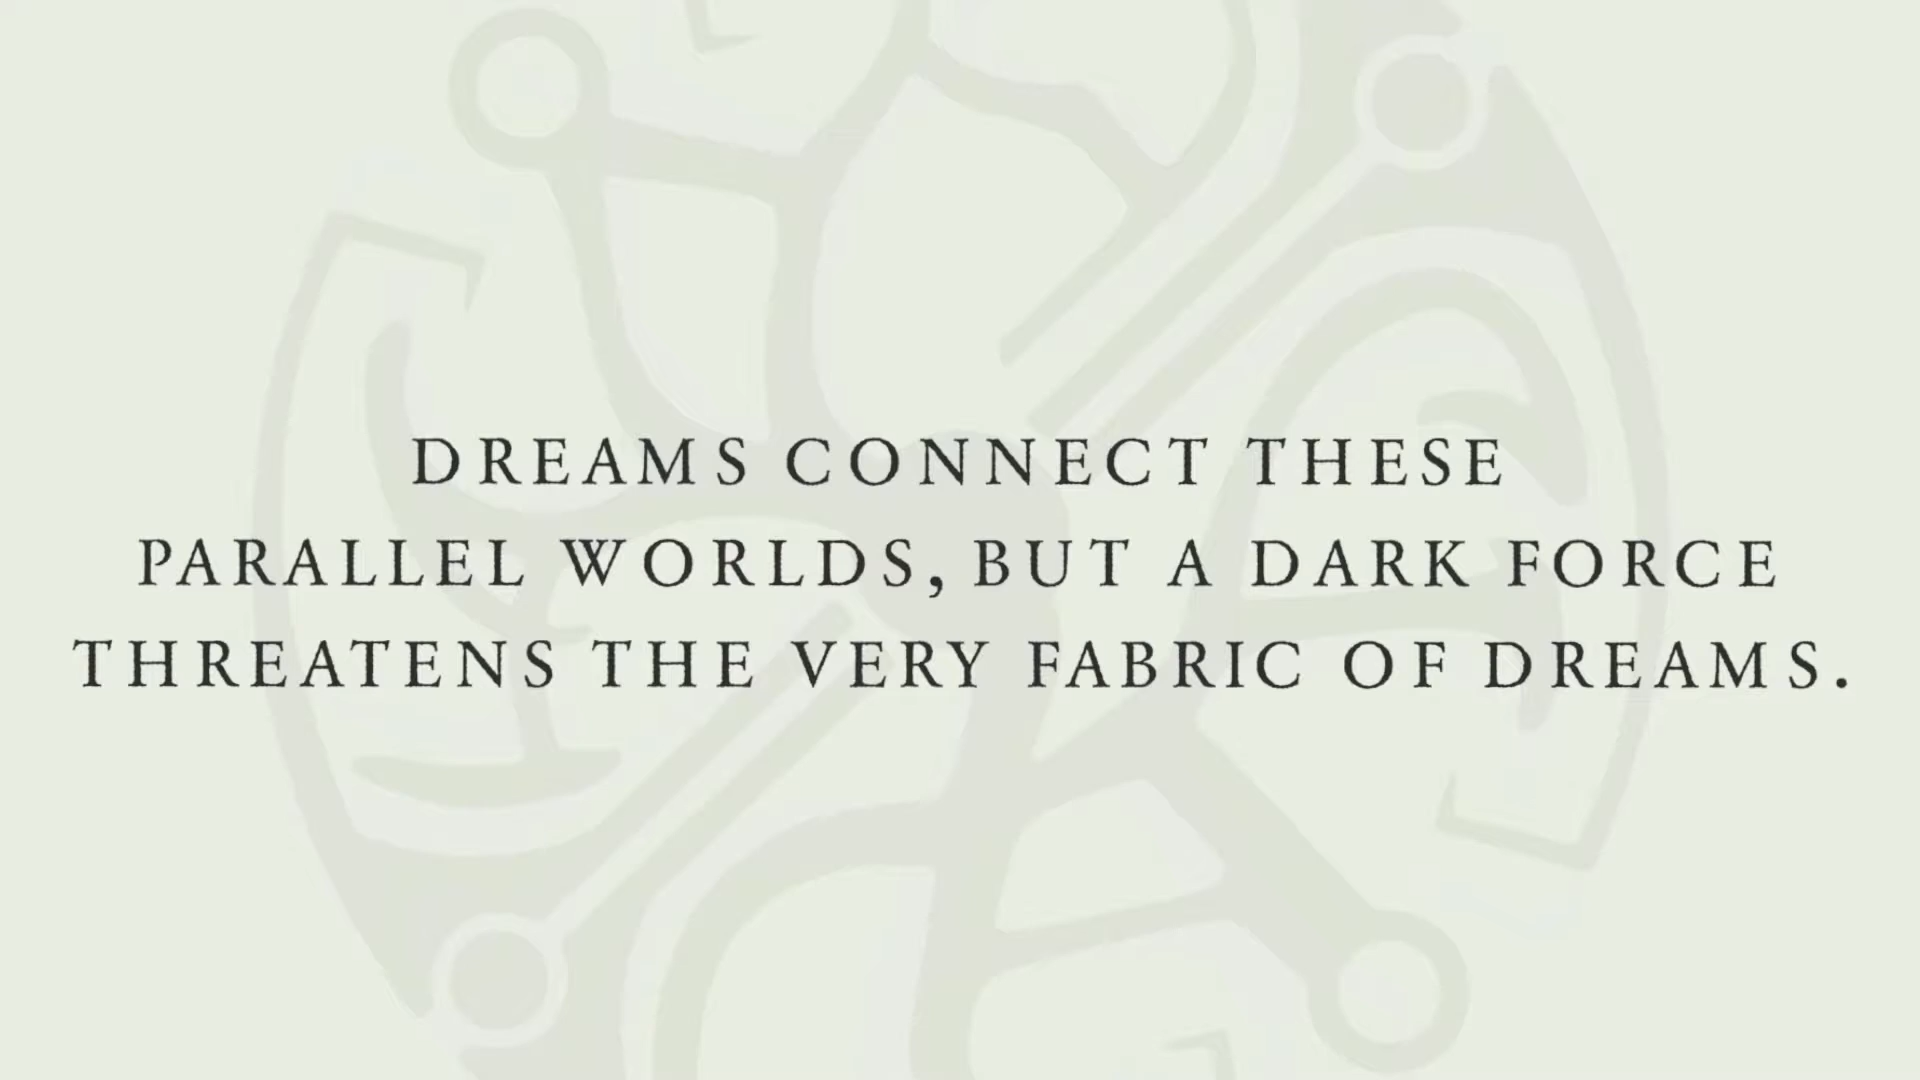 DREAMS CONNECT THESE
PARALLEL WORLDS, BUT A DARK FORCE
THREATENS THE VERY FABRIC OF DREAMS.